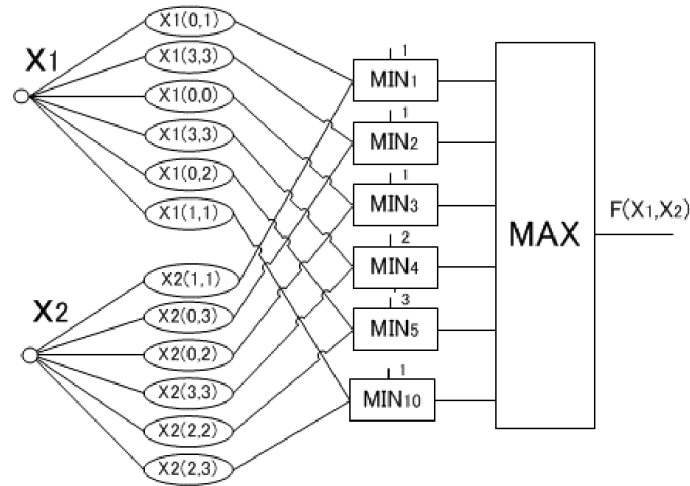 X1
X1(0,1)
X1(3,3)
X1(0,0)
X1(3,3)
X1(0,2)
X1(1,1)
X2
X2(1,1)
X2(0,3)
X2(0,2)
X2(3,3)
X2(2,2)
X2(2,3)
1
MIN1
1
MIN2
1
MIN3
2
MIN4
3
MIN5
1
MIN10
MAX
F(X1,X2)